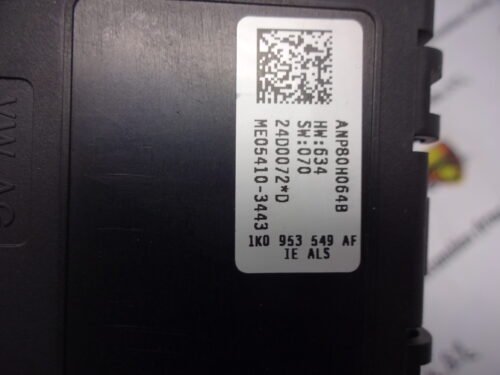 ANP80H064B
HW:634
SW:070
24D0072*D
ME05410-3443
1K0 953 549 AF
IE ALS
VW AG